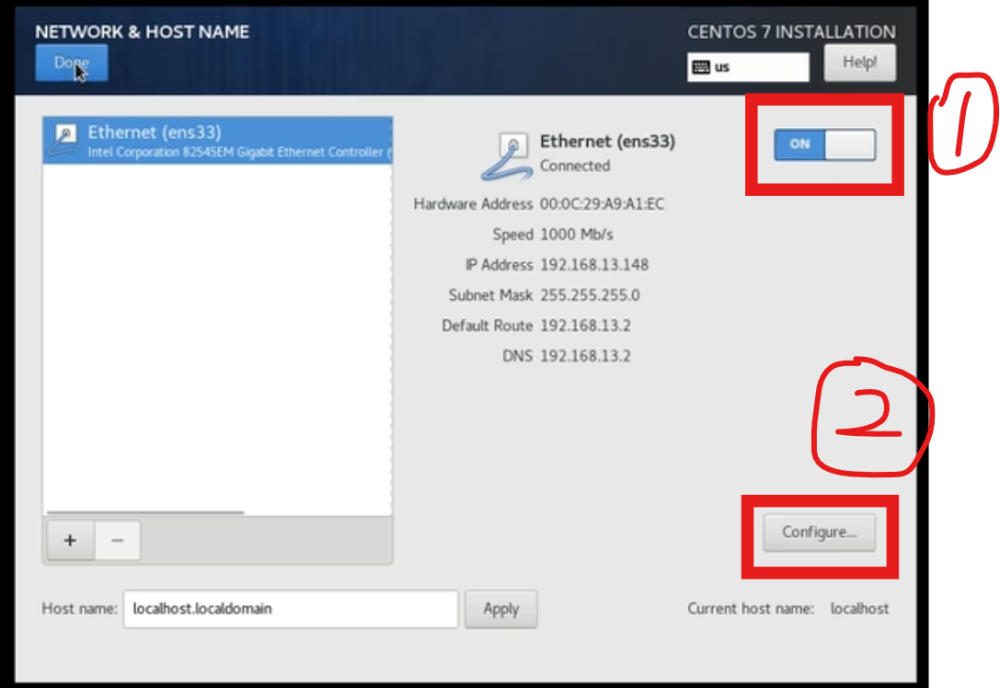 NETWORK & HOST NAME
CENTOS 7 INSTALLATION
Done
us
Help!
1
Ethernet (ens33)
Intel Corporation 82545EM Gigabit Ethernet Controller (
Ethernet (ens33)
Connected
ON
Hardware Address 00:0C:29:A9:A1:EC
Speed 1000 Mb/s
IP Address 192.168.13.148
Subnet Mask 255.255.255.0
Default Route 192.168.13.2
DNS 192.168.13.2
2
+ −
Configure...
Host name: localhost.localdomain Apply Current host name: localhost